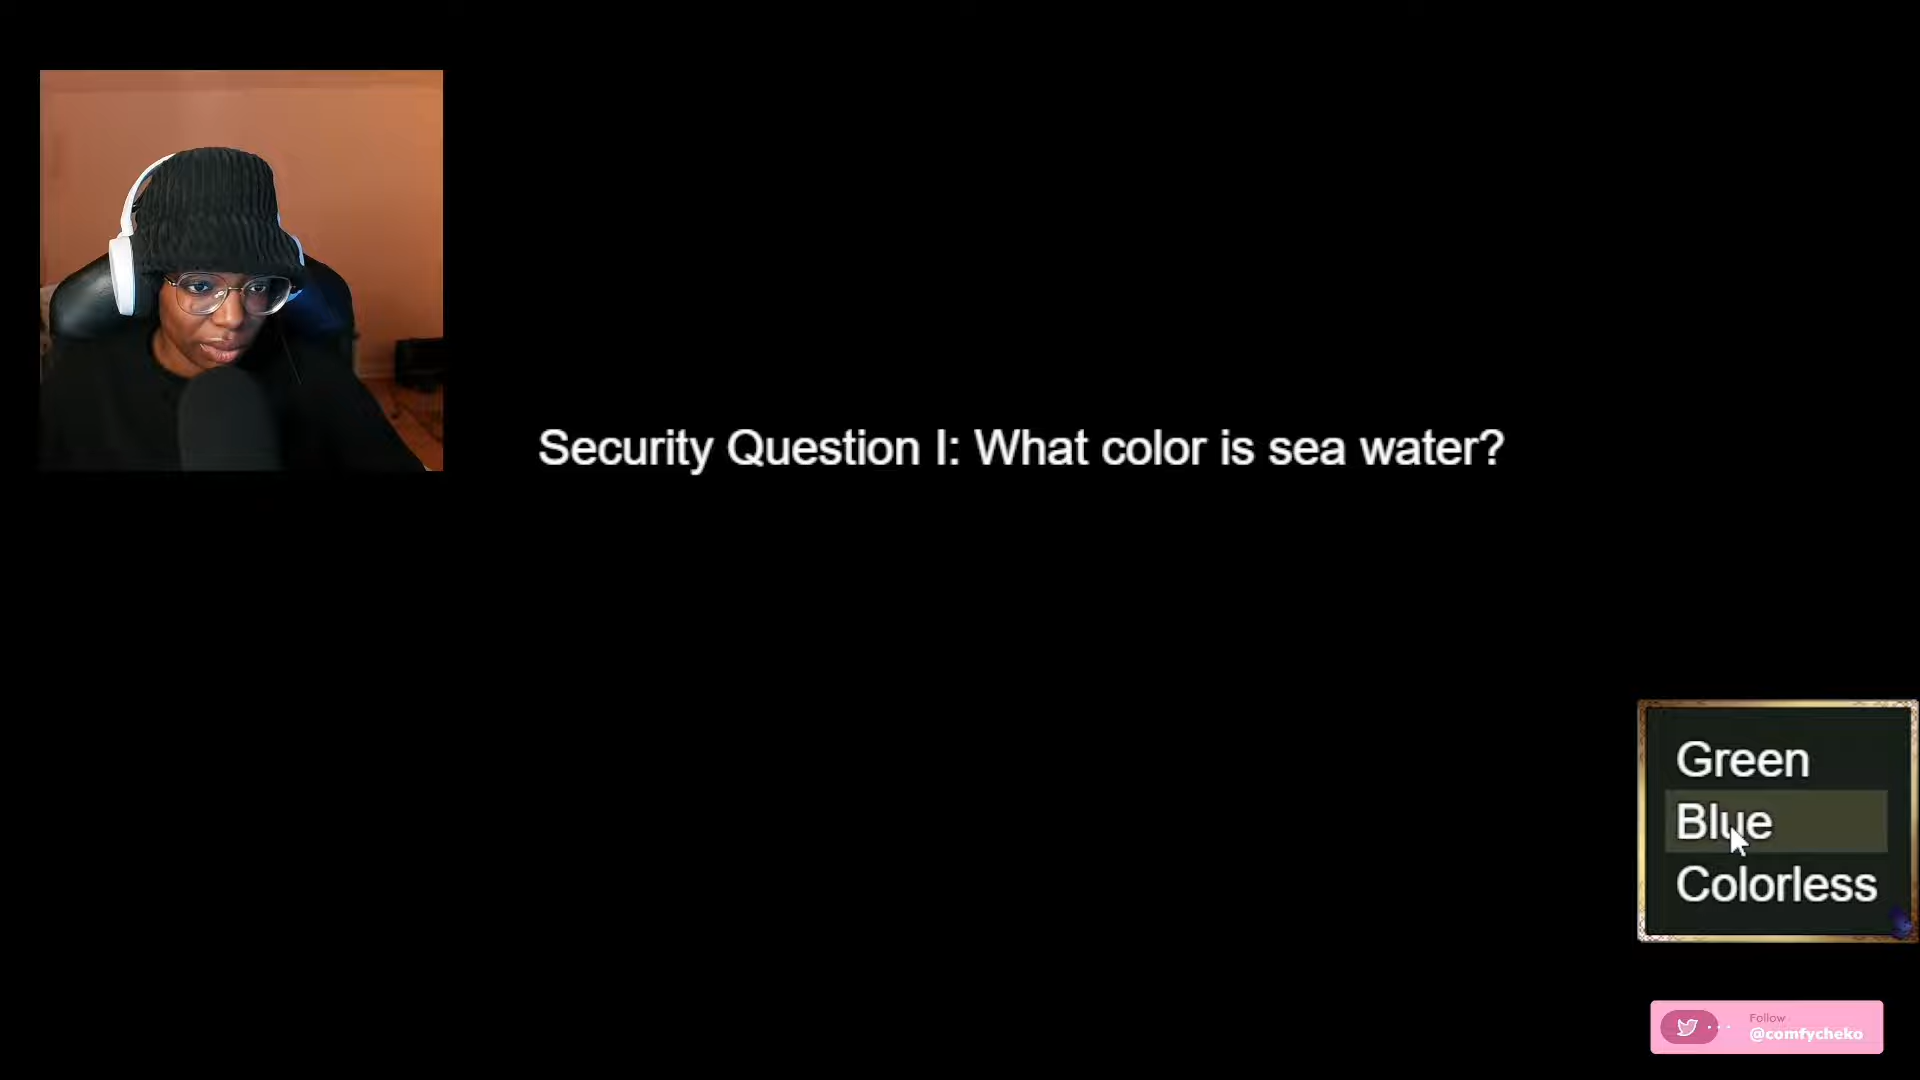 Security Question I: What color is sea water?
Green
Blue
Colorless
Follow
@comfycheko